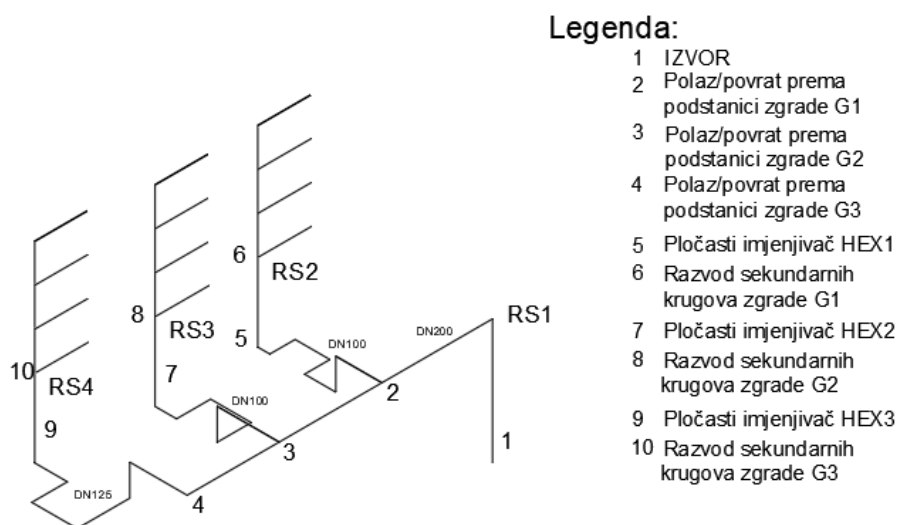 Legenda:
1 IZVOR
2 Polaz/povrat prema
podstanici zgrade G1
3 Polaz/povrat prema
podstanici zgrade G2
4 Polaz/povrat prema
podstanici zgrade G3
5 Pločasti imjenjivač HEX1
6 Razvod sekundarnih
krugova zgrade G1
7 Pločasti imjenjivač HEX2
8 Razvod sekundarnih
krugova zgrade G2
9 Pločasti imjenjivač HEX3
10 Razvod sekundarnih
krugova zgrade G3
6
RS2
8
RS3
RS1
DN200
5
DN100
10
RS4
7
2
DN100
9
3
1
DN125
4